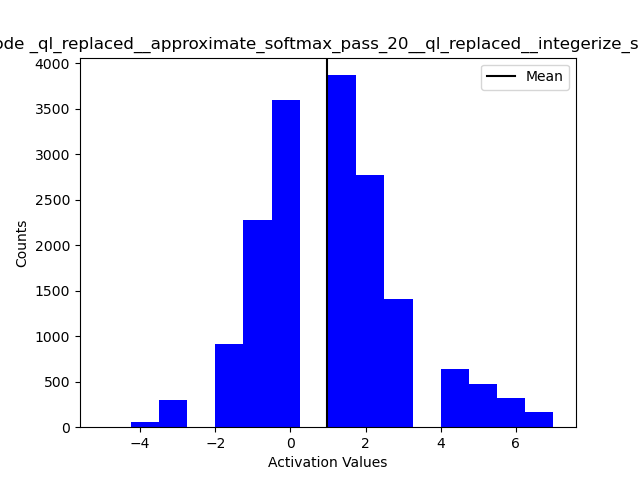 ode _ql_replaced__approximate_softmax_pass_20__ql_replaced__integerize_s
Mean
4000
3500
3000
2500
2000
1500
1000
500
0
Counts
−4 −2 0 2 4 6
Activation Values